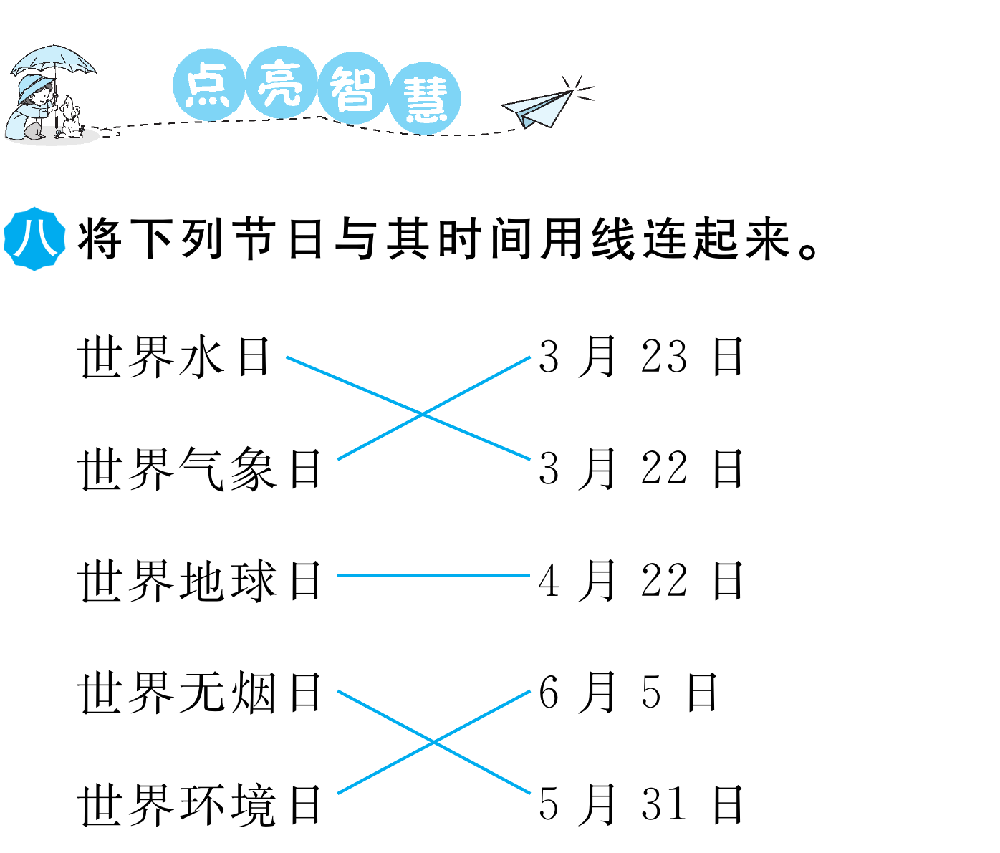 点亮智慧
八 将下列节日与其时间用线连起来。
世界水日 3 月 23 日
世界气象日 3 月 22 日
世界地球日 4 月 22 日
世界无烟日 6 月 5 日
世界环境日 5 月 31 日